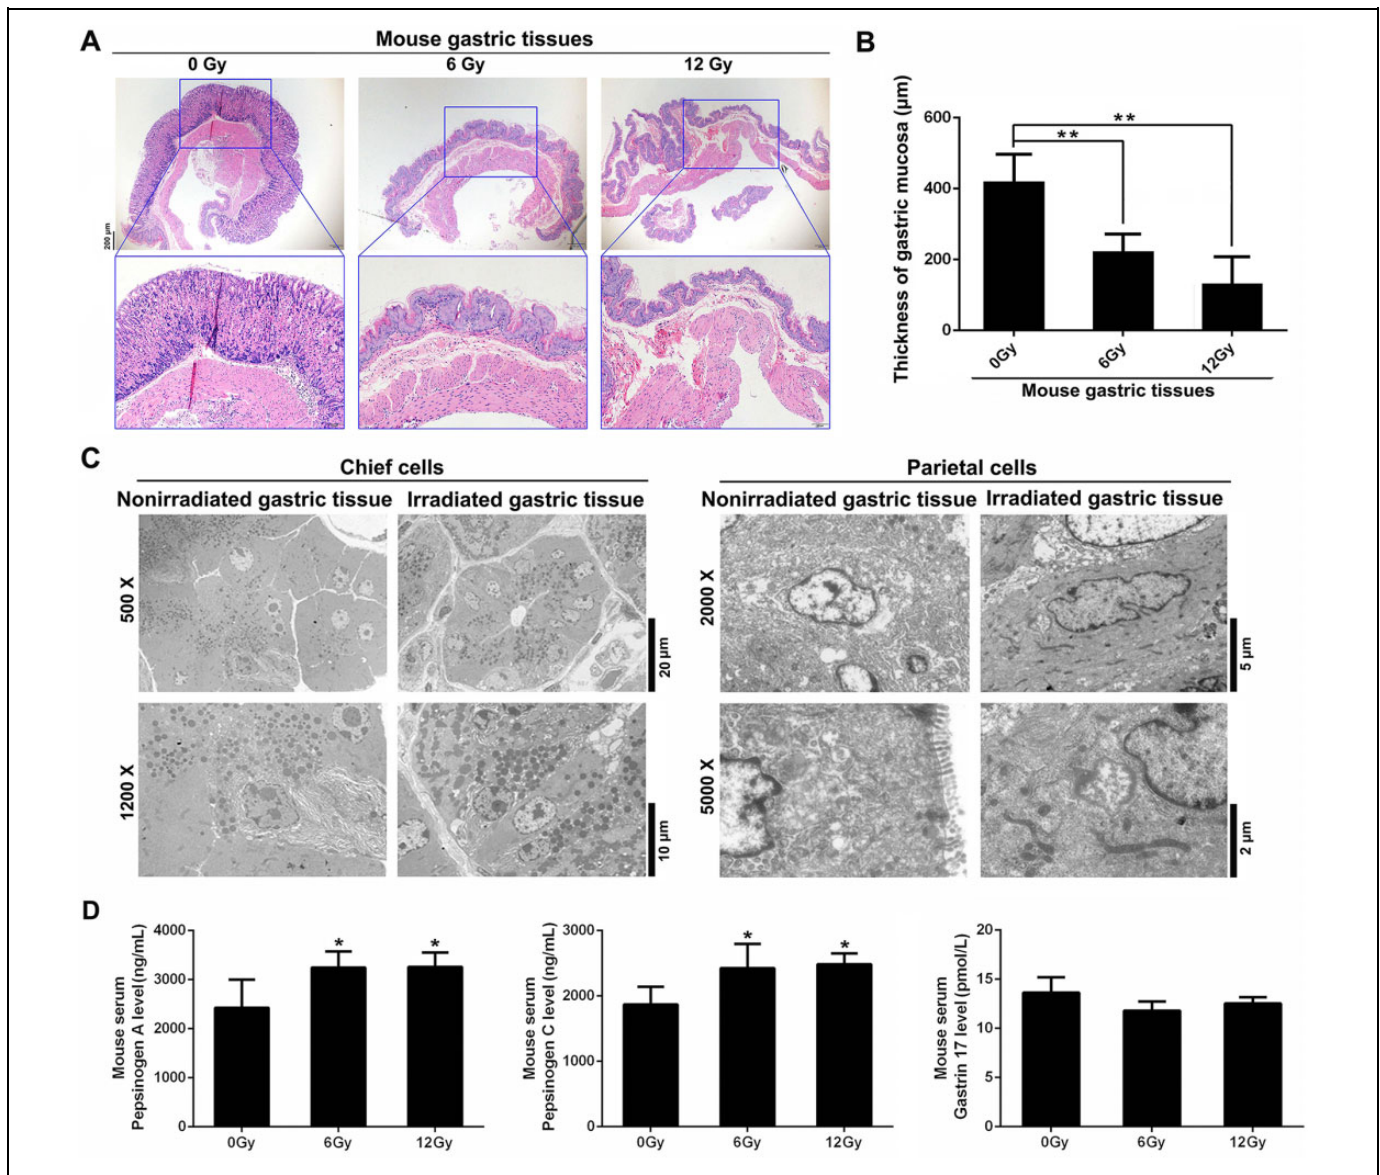 A
Mouse gastric tissues
0 Gy
6 Gy
12 Gy
200 µm
B
Thickness of gastric mucosa (µm)
600
400
200
0
**
**
0Gy
6Gy
12Gy
Mouse gastric tissues
C
Chief cells
Nonirradiated gastric tissue
Irradiated gastric tissue
500 X
20 µm
1200 X
10 µm
Parietal cells
Nonirradiated gastric tissue
Irradiated gastric tissue
2000 X
5 µm
5000 X
2 µm
D
Mouse serum
Pepsinogen A level (ng/mL)
4000
3000
2000
1000
0
*
*
0Gy
6Gy
12Gy
Mouse serum
Pepsinogen C level (ng/mL)
3000
2000
1000
0
*
*
0Gy
6Gy
12Gy
Mouse serum
Gastrin 17 level (pmol/L)
20
15
10
5
0
0Gy
6Gy
12Gy